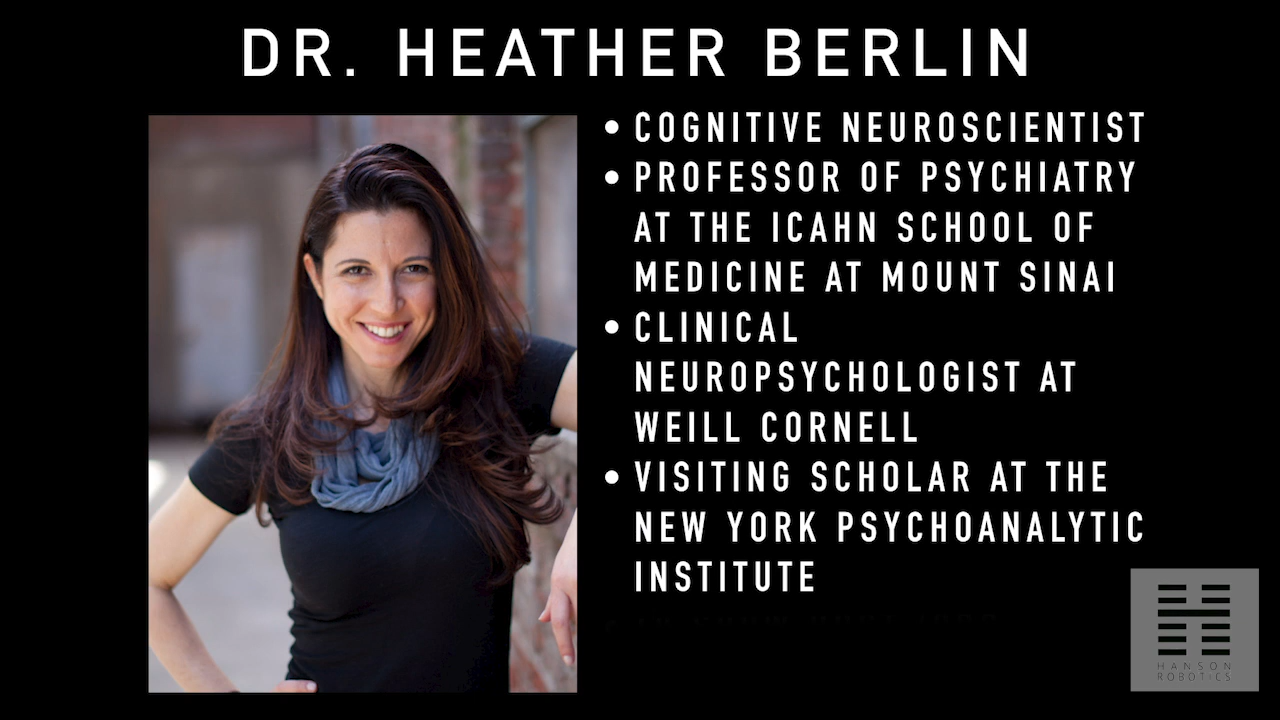 DR. HEATHER BERLIN
• COGNITIVE NEUROSCIENTIST
• PROFESSOR OF PSYCHIATRY
AT THE ICAHN SCHOOL OF
MEDICINE AT MOUNT SINAI
• CLINICAL
NEUROPSYCHOLOGIST AT
WEILL CORNELL
• VISITING SCHOLAR AT THE
NEW YORK PSYCHOANALYTIC
INSTITUTE
HANSON
ROBOTICS